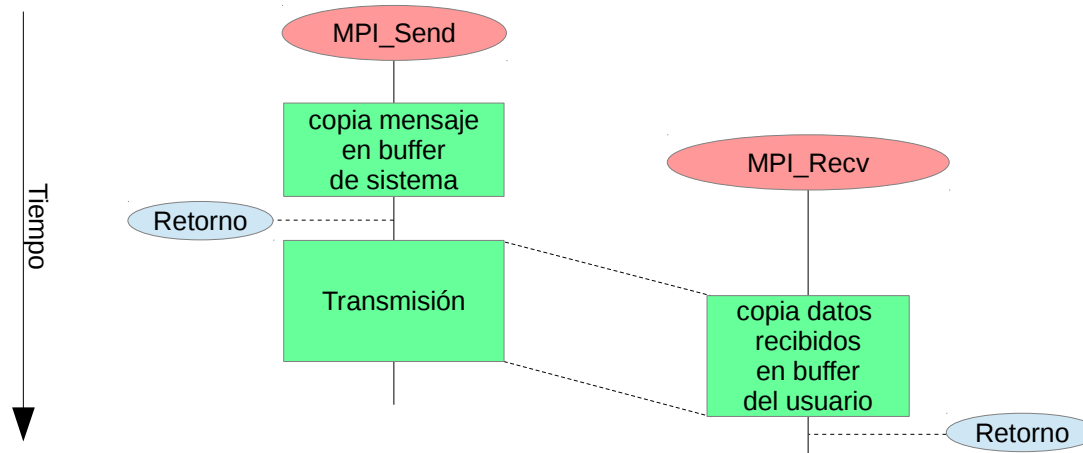 MPI_Send
copia mensaje
en buffer
de sistema
MPI_Recv
Tiempo
Retorno
Transmisión
copia datos
recibidos
en buffer
del usuario
Retorno